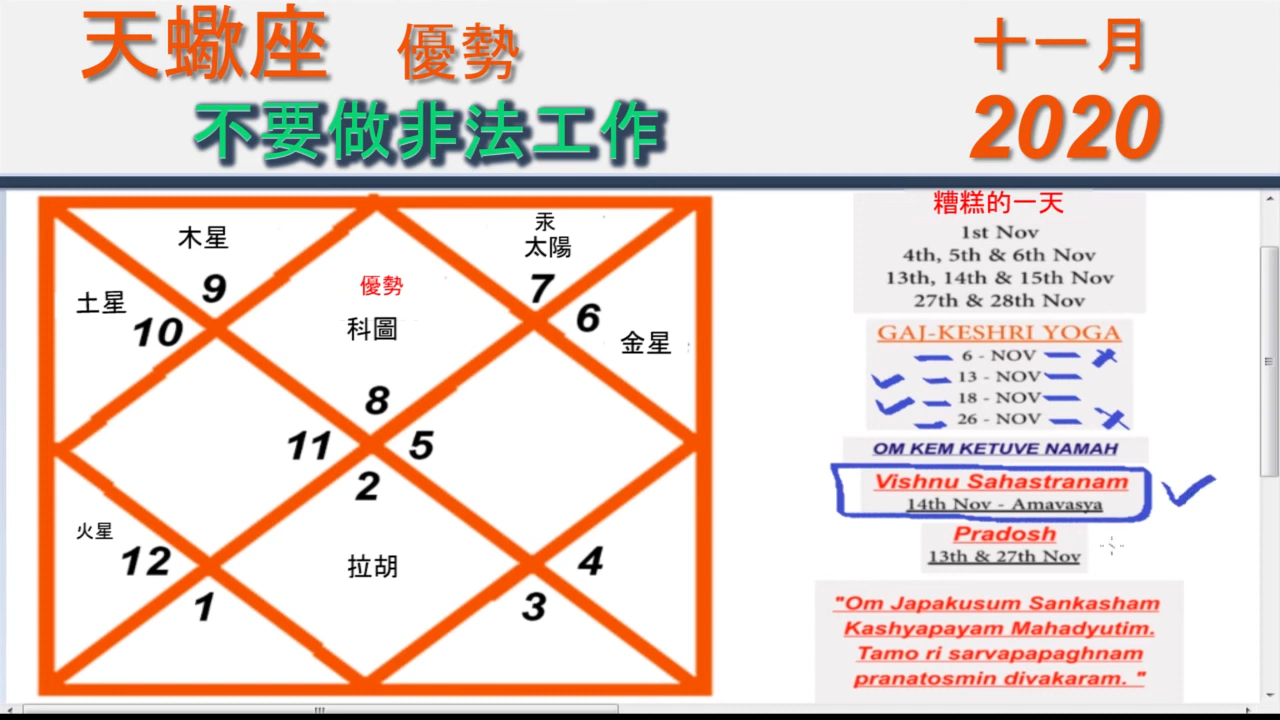 天蠍座 優勢
不要做非法工作
十一月
2020
木星
9
土星
10
優勢
科圖
8
汞
太陽
7
6
金星
11
5
2
火星
12
1
拉胡
4
3
糟糕的一天
1st Nov
4th, 5th & 6th Nov
13th, 14th & 15th Nov
27th & 28th Nov
GAJ-KESHRI YOGA
6 - NOV
13 - NOV
18 - NOV
26 - NOV
OM KEM KETUVE NAMAH
Vishnu Sahastranam
14th Nov - Amavasya
Pradosh
13th & 27th Nov
"Om Japakusum Sankasham
Kashyapayam Mahadyutim.
Tamo ri sarvapapaghnam
pranatosmin divakaram. "